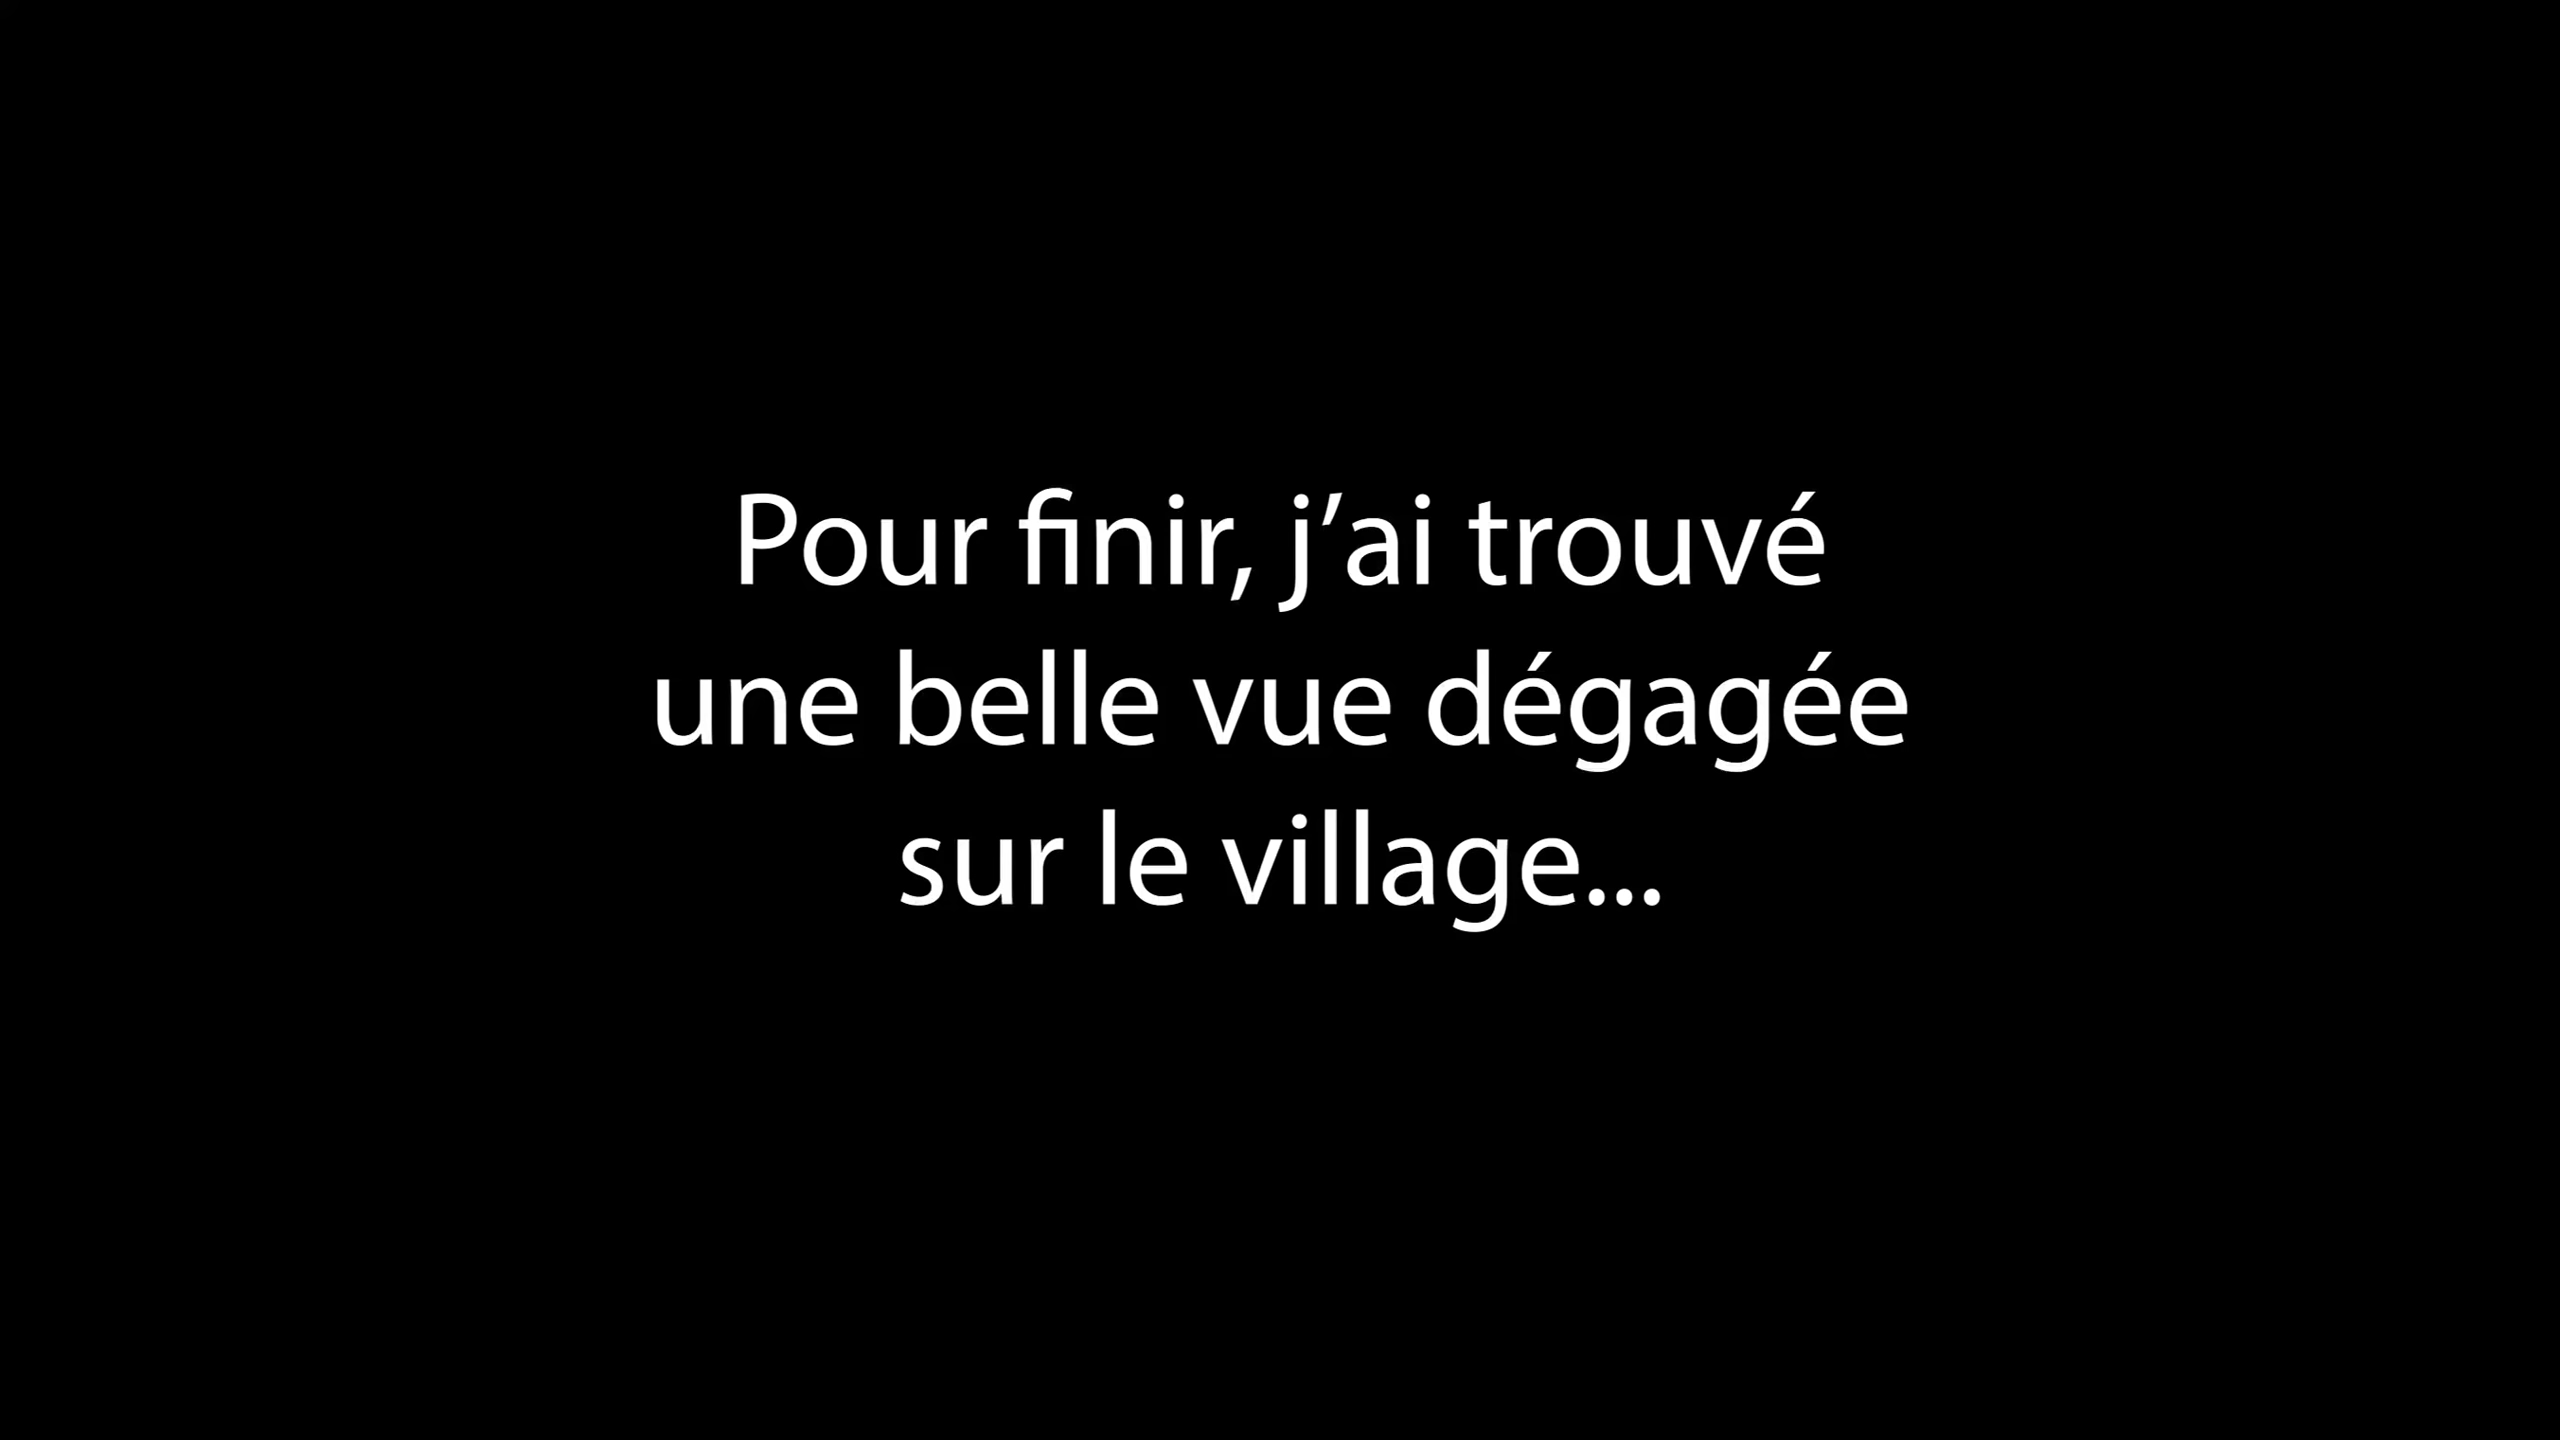 Pour finir, j’ai trouvé
une belle vue dégagée
sur le village...